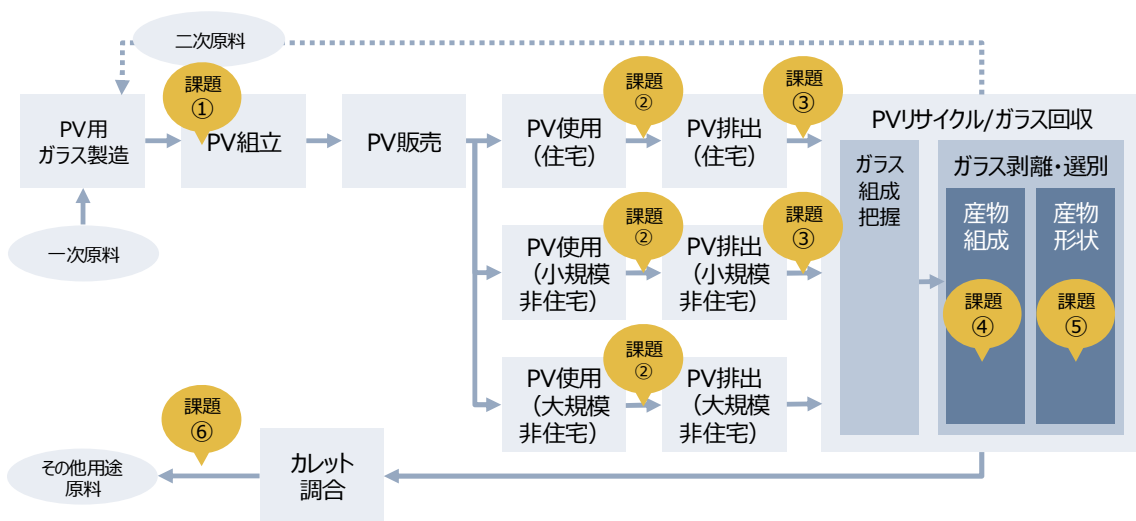 二次原料
課題
①
課題
②
課題
③
PV用
ガラス製造
PV組立
PV販売
PV使用
（住宅）
PV排出
（住宅）
PVリサイクル/ガラス回収
ガラス
組成
把握
ガラス剥離・選別
産物
組成
産物
形状
一次原料
課題
②
課題
③
PV使用
（小規模
非住宅）
PV排出
（小規模
非住宅）
課題
④
課題
⑤
課題
②
PV使用
（大規模
非住宅）
PV排出
（大規模
非住宅）
課題
⑥
その他用途
原料
カレット
調合